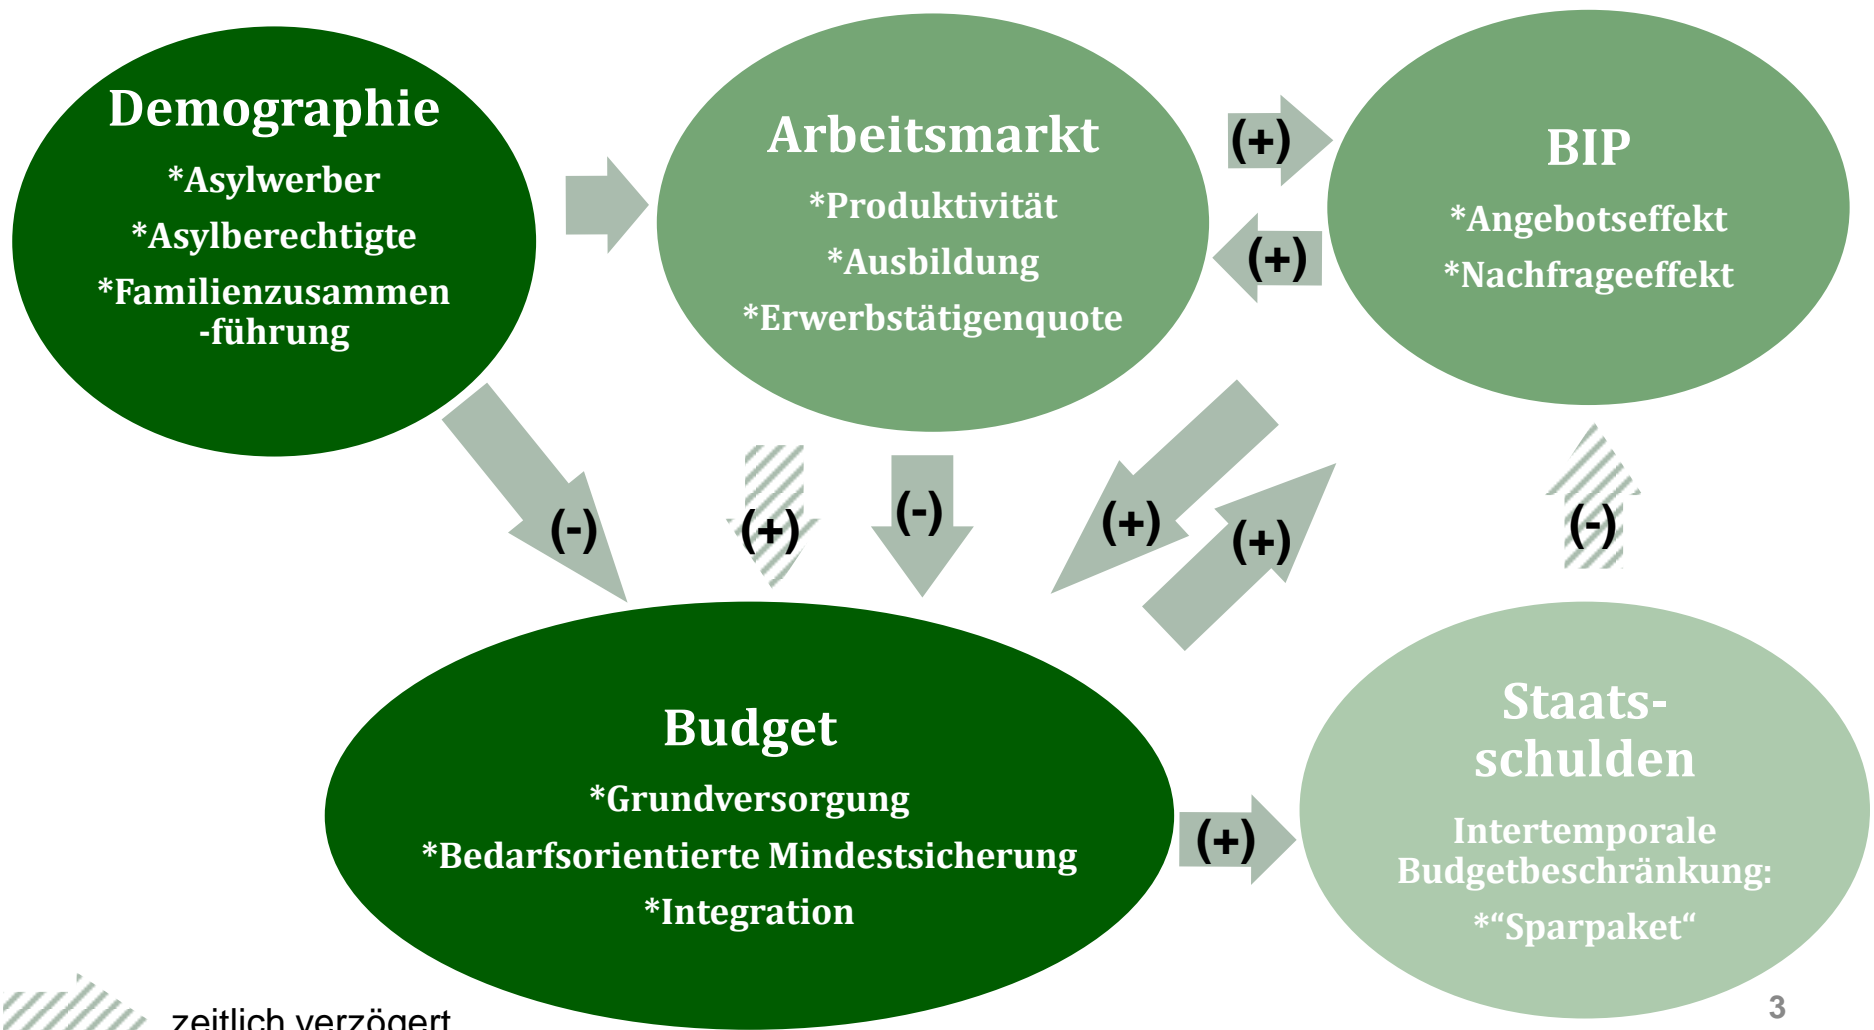 Demographie
*Asylwerber
*Asylberechtigte
*Familienzusammen
-führung
Arbeitsmarkt
*Produktivität
*Ausbildung
*Erwerbstätigenquote
(+)
(+)
BIP
*Angebotseffekt
*Nachfrageeffekt
(-)
(+)
(-)
(+)
(+)
(-)
Budget
*Grundversorgung
*Bedarfsorientierte Mindestsicherung
*Integration
(+)
Staats-
schulden
Intertemporale
Budgetbeschränkung:
*“Sparpaket“
zeitlich verzögert
3